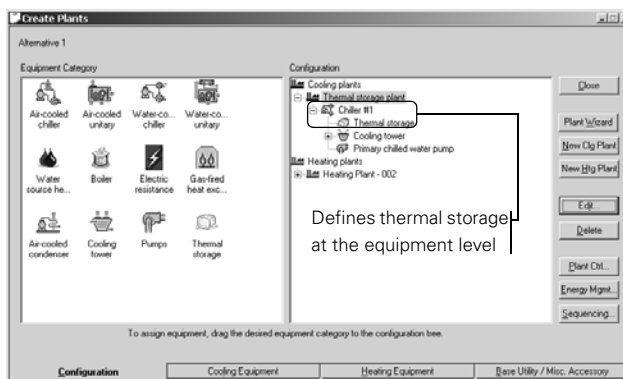 Create Plants
Alternative 1
Equipment Category
Air-cooled chiller
Air-cooled unitary
Water-co... chiller
Water-co... unitary
Water source he...
Boiler
Electric resistance
Gas-fired heat exc...
Air-cooled condenser
Cooling tower
Pumps
Thermal storage
Configuration
Cooling plants
Thermal storage plant
Chiller #1
Thermal storage
Cooling tower
Primary chilled water pump
Heating plants
Heating Plant - 002
Defines thermal storage
at the equipment level
Close
Plant Wizard
New Clg Plant
New Htg Plant
Edit...
Delete
Plant Ctrl...
Energy Mgmt...
Sequencing...
To assign equipment, drag the desired equipment category to the configuration tree.
Configuration
Cooling Equipment
Heating Equipment
Base Utility / Misc. Accessory